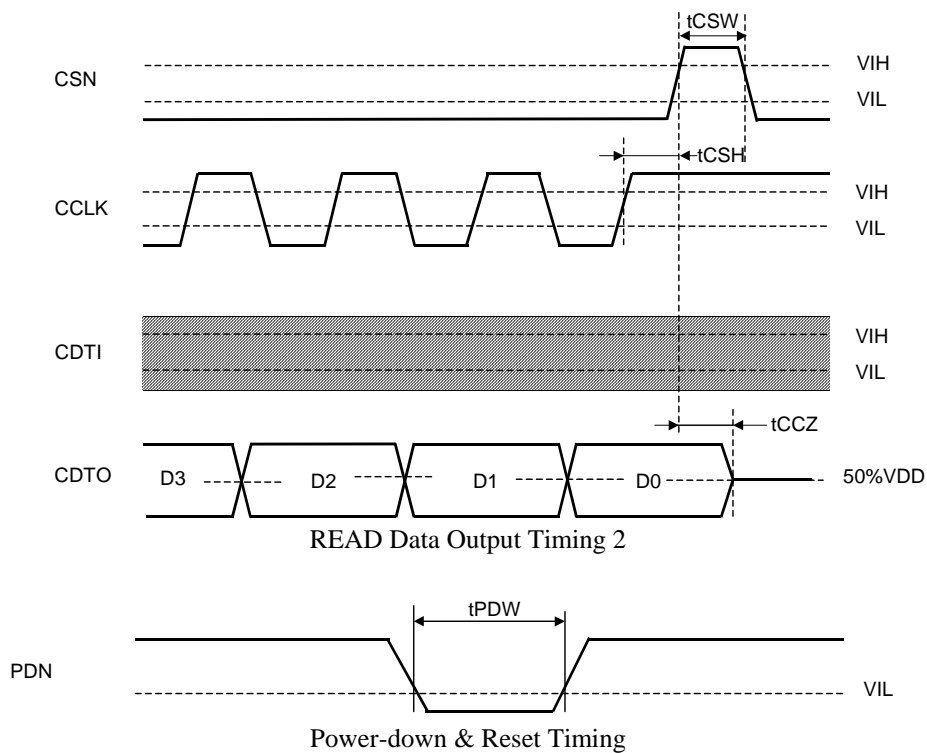 tCSW
CSN
VIH
VIL
tCSH
CCLK
VIH
VIL
CDTI
VIH
VIL
tCCZ
CDTO
D3
D2
D1
D0
50%VDD
READ Data Output Timing 2
tPDW
PDN
VIL
Power-down & Reset Timing